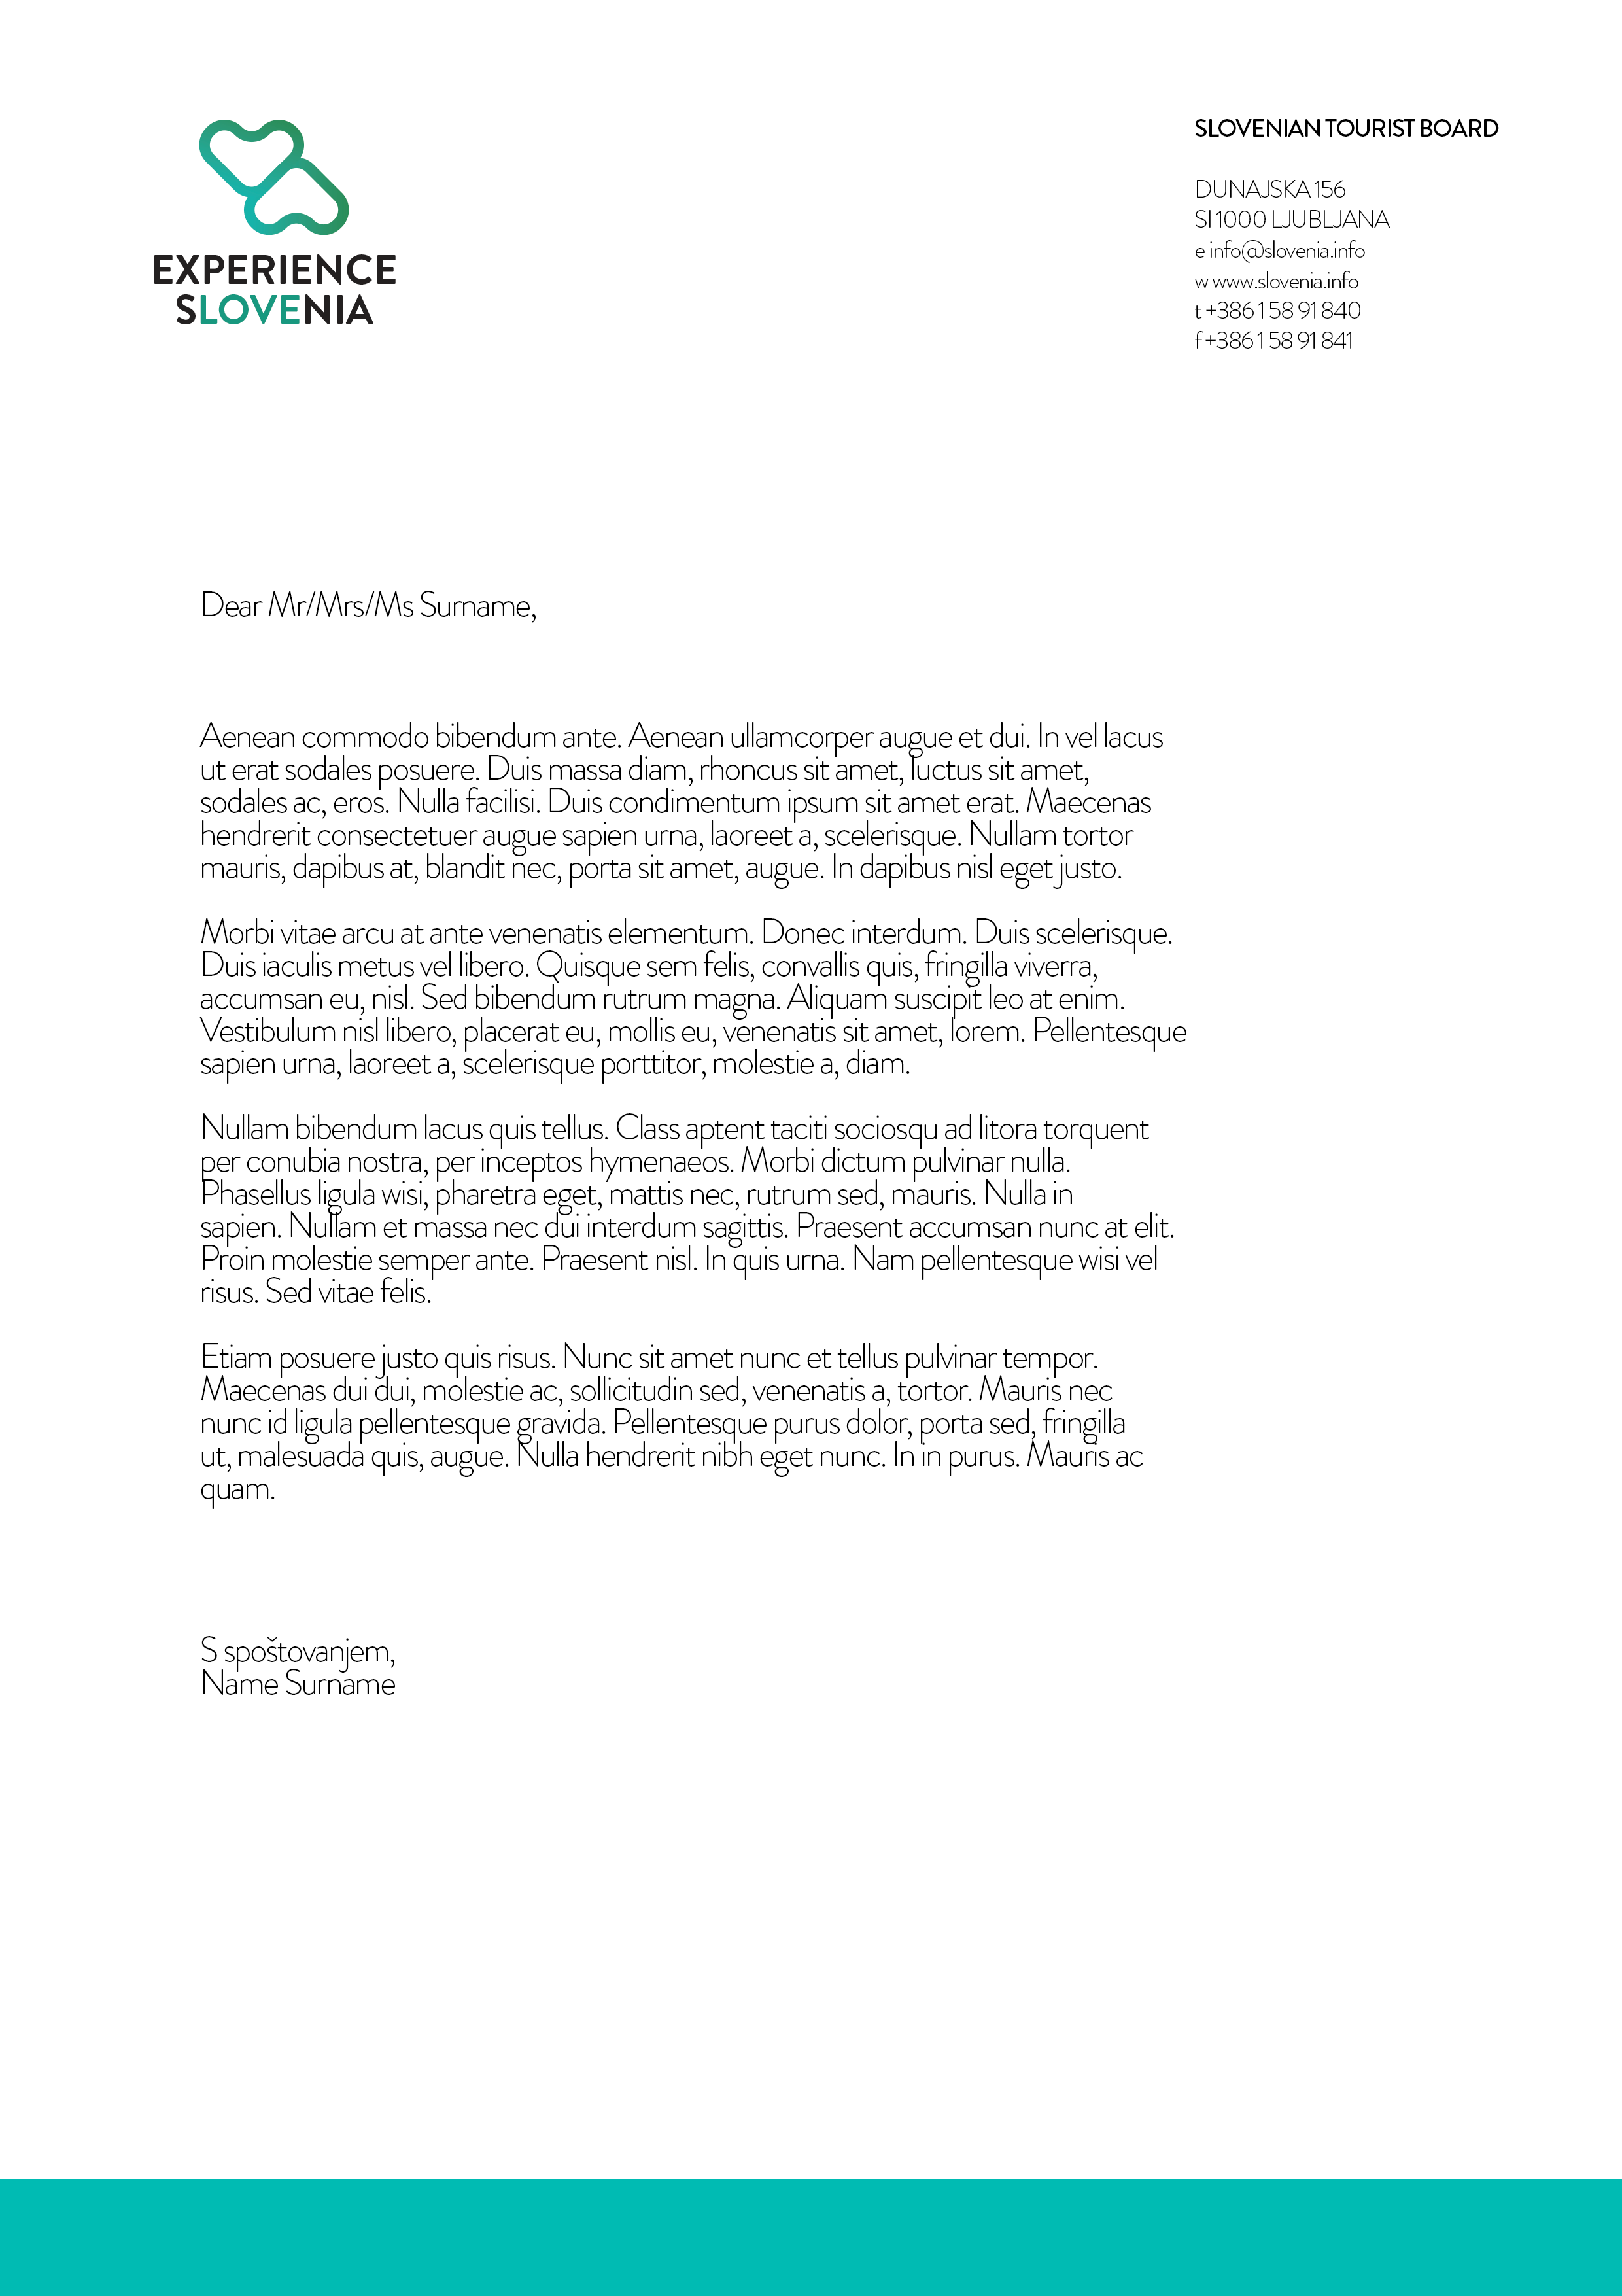 EXPERIENCE
SLOVENIA
SLOVENIAN TOURIST BOARD
DUNAJSKA 156
SI 1000 LJUBLJANA
e info@slovenia.info
w www.slovenia.info
t +386 1 58 91 840
f +386 1 58 91 841
Dear Mr/Mrs/Ms Surname,
Aenean commodo bibendum ante. Aenean ullamcorper augue et dui. In vel lacus
ut erat sodales posuere. Duis massa diam, rhoncus sit amet, luctus sit amet,
sodales ac, eros. Nulla facilisi. Duis condimentum ipsum sit amet erat. Maecenas
hendrerit consectetuer augue sapien urna, laoreet a, scelerisque. Nullam tortor
mauris, dapibus at, blandit nec, porta sit amet, augue. In dapibus nisl eget justo.
Morbi vitae arcu at ante venenatis elementum. Donec interdum. Duis scelerisque.
Duis iaculis metus vel libero. Quisque sem felis, convallis quis, fringilla viverra,
accumsan eu, nisl. Sed bibendum rutrum magna. Aliquam suscipit leo at enim.
Vestibulum nisl libero, placerat eu, mollis eu, venenatis sit amet, lorem. Pellentesque
sapien urna, laoreet a, scelerisque porttitor, molestie a, diam.
Nullam bibendum lacus quis tellus. Class aptent taciti sociosqu ad litora torquent
per conubia nostra, per inceptos hymenaeos. Morbi dictum pulvinar nulla.
Phasellus ligula wisi, pharetra eget, mattis nec, rutrum sed, mauris. Nulla in
sapien. Nullam et massa nec dui interdum sagittis. Praesent accumsan nunc at elit.
Proin molestie semper ante. Praesent nisl. In quis urna. Nam pellentesque wisi vel
risus. Sed vitae felis.
Etiam posuere justo quis risus. Nunc sit amet nunc et tellus pulvinar tempor.
Maecenas dui dui, molestie ac, sollicitudin sed, venenatis a, tortor. Mauris nec
nunc id ligula pellentesque gravida. Pellentesque purus dolor, porta sed, fringilla
ut, malesuada quis, augue. Nulla hendrerit nibh eget nunc. In in purus. Mauris ac
quam.
S spoštovanjem,
Name Surname